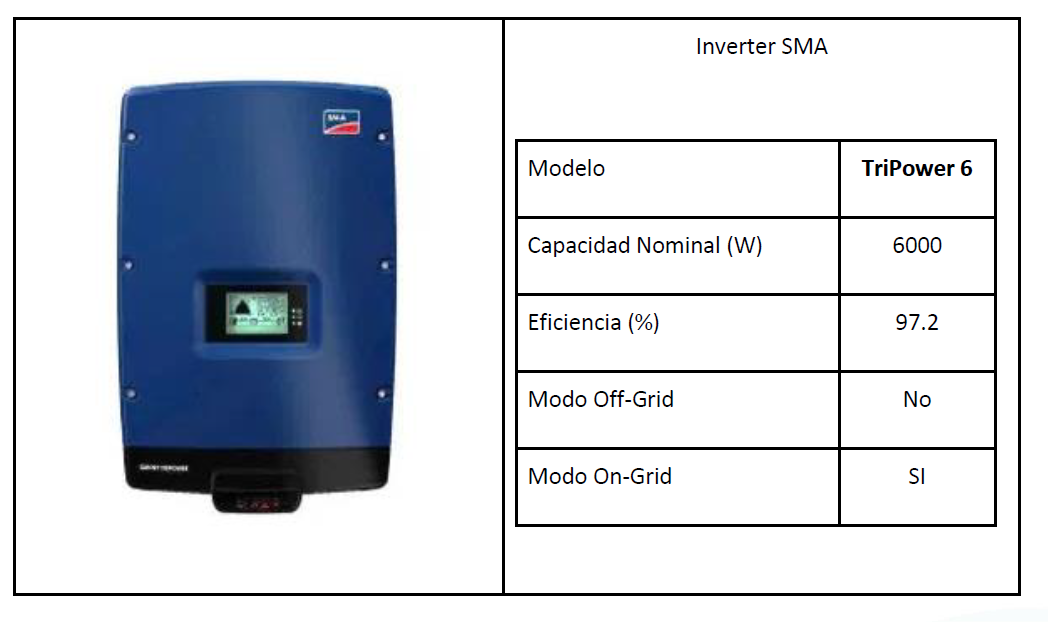 Inverter SMA
SMA
Modelo TriPower 6
Capacidad Nominal (W) 6000
Eficiencia (%) 97.2
Modo Off-Grid No
Modo On-Grid SI